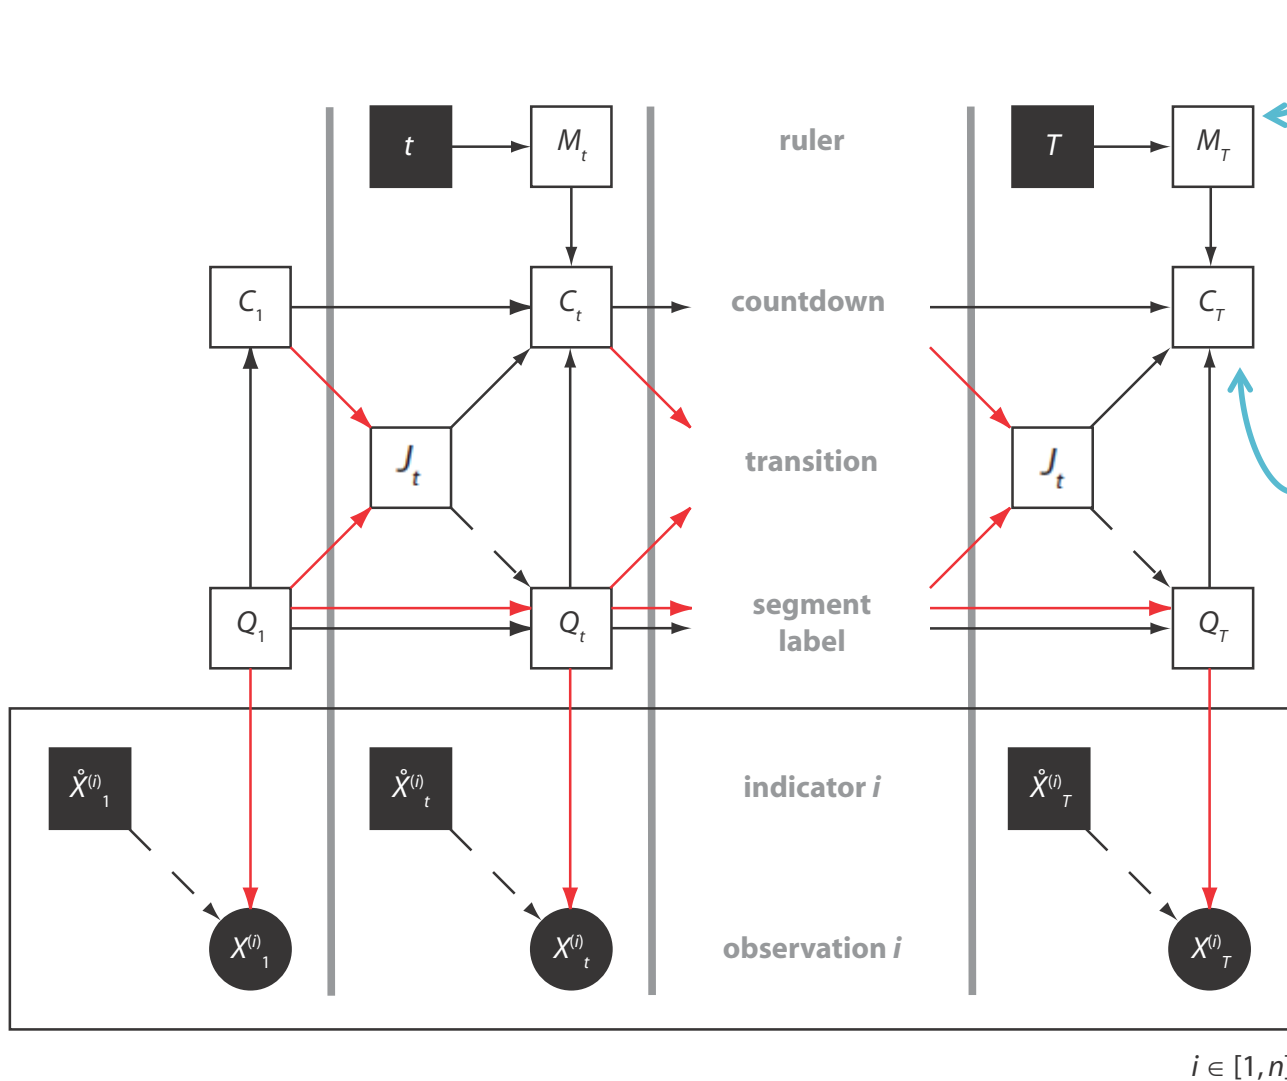 t M_t ruler T M_T
C_1 C_t countdown C_T
J_t transition J_t
Q_1 Q_t segment label Q_T
X̊^(i)_1 X̊^(i)_t indicator i X̊^(i)_T
X^(i)_1 X^(i)_t observation i X^(i)_T
i ∈ [1, n]